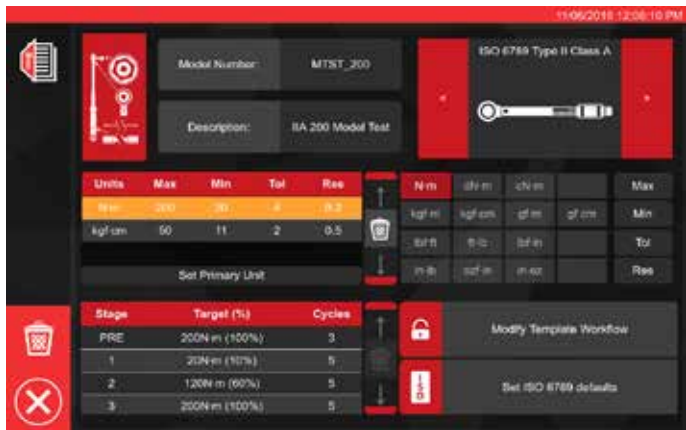 11/06/2018 12:06:10 PM
Model Number: MTST_200
ISO 6789 Type II Class A
Description: IIA 200 Model Test
Units Max Min Tol Res
N·m 200 20 4 0.2
kgf·cm 50 11 2 0.5
Set Primary Unit
N·m cN·m Max
kgf·m kgf·cm gf·m gf·cm Min
lbf·ft ft·lb lbf·in Tol
in·lb ozf·in in·oz Res
Stage Target (%) Cycles
PRE 200N·m (100%) 3
1 20N·m (10%) 5
2 120N·m (60%) 5
3 200N·m (100%) 5
Modify Template Workflow
ISO
Set ISO 6789 defaults